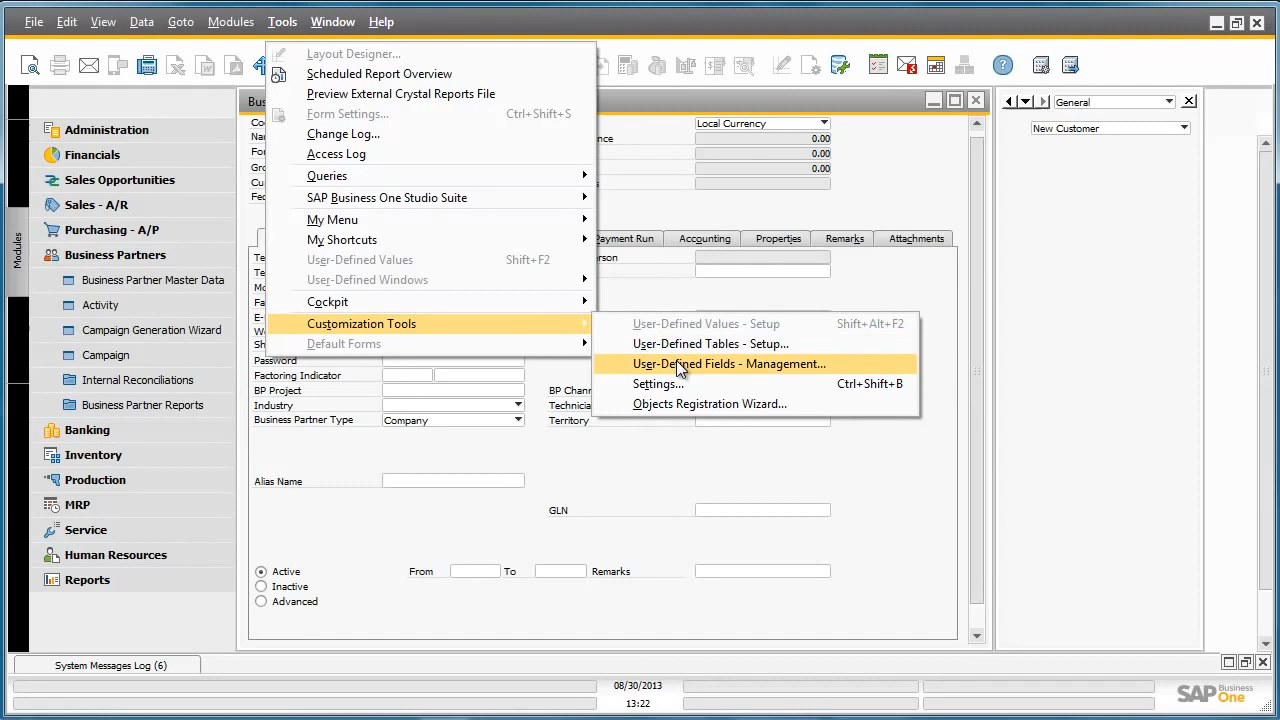 File Edit View Data Goto Modules Tools Window Help
Layout Designer...
Scheduled Report Overview
Preview External Crystal Reports File
Form Settings... Ctrl+Shift+S
Change Log...
Access Log
Queries
SAP Business One Studio Suite
My Menu
My Shortcuts
User-Defined Values Shift+F2
User-Defined Windows
Cockpit
Customization Tools
Default Forms
User-Defined Values - Setup Shift+Alt+F2
User-Defined Tables - Setup...
User-Defined Fields - Management...
Settings... Ctrl+Shift+B
Objects Registration Wizard...
Modules
Administration
Financials
Sales Opportunities
Sales - A/R
Purchasing - A/P
Business Partners
Business Partner Master Data
Activity
Campaign Generation Wizard
Campaign
Internal Reconciliations
Business Partner Reports
Banking
Inventory
Production
MRP
Service
Human Resources
Reports
Local Currency
0.00
0.00
0.00
Payment Run Accounting Properties Remarks Attachments
Password
Factoring Indicator
BP Project
Industry
Business Partner Type Company
Territory
Alias Name
GLN
Active From To Remarks
Inactive
Advanced
General
New Customer
System Messages Log (6)
08/30/2013
13:22
SAP Business One